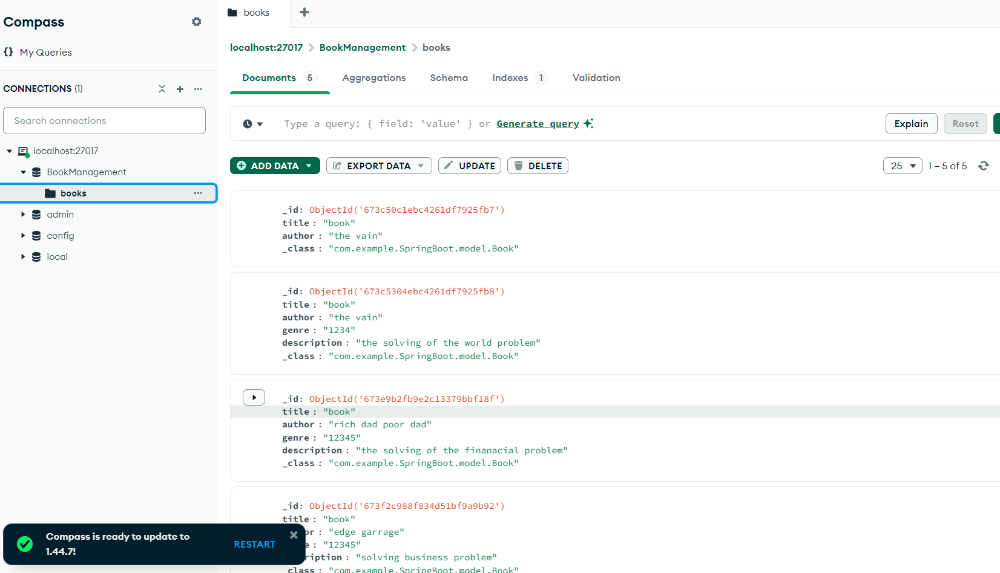 Compass
My Queries
CONNECTIONS (1)
Search connections
localhost:27017
BookManagement
books
admin
config
local
Compass is ready to update to
1.44.7!
RESTART
books
localhost:27017 > BookManagement > books
Documents 5 Aggregations Schema Indexes 1 Validation
Type a query: { field: 'value' } or Generate query
Explain Reset
ADD DATA EXPORT DATA UPDATE DELETE
25 1 – 5 of 5
_id: ObjectId('673c50c1ebc4261df7925fb7')
title : "book"
author : "the vain"
_class : "com.example.SpringBoot.model.Book"
_id: ObjectId('673c5304ebc4261df7925fb8')
title : "book"
author : "the vain"
genre : "1234"
description : "the solving of the world problem"
_class : "com.example.SpringBoot.model.Book"
_id: ObjectId('673e9b2fb9e2c13379bbf18f')
title : "book"
author : "rich dad poor dad"
genre : "12345"
description : "the solving of the finanacial problem"
_class : "com.example.SpringBoot.model.Book"
_id: ObjectId('673f2c988f834d51bf9a9b92')
title : "book"
or : "edge garrage"
e : "12345"
ription : "solving business problem"
class : "com.example.SpringBoot.model.Book"